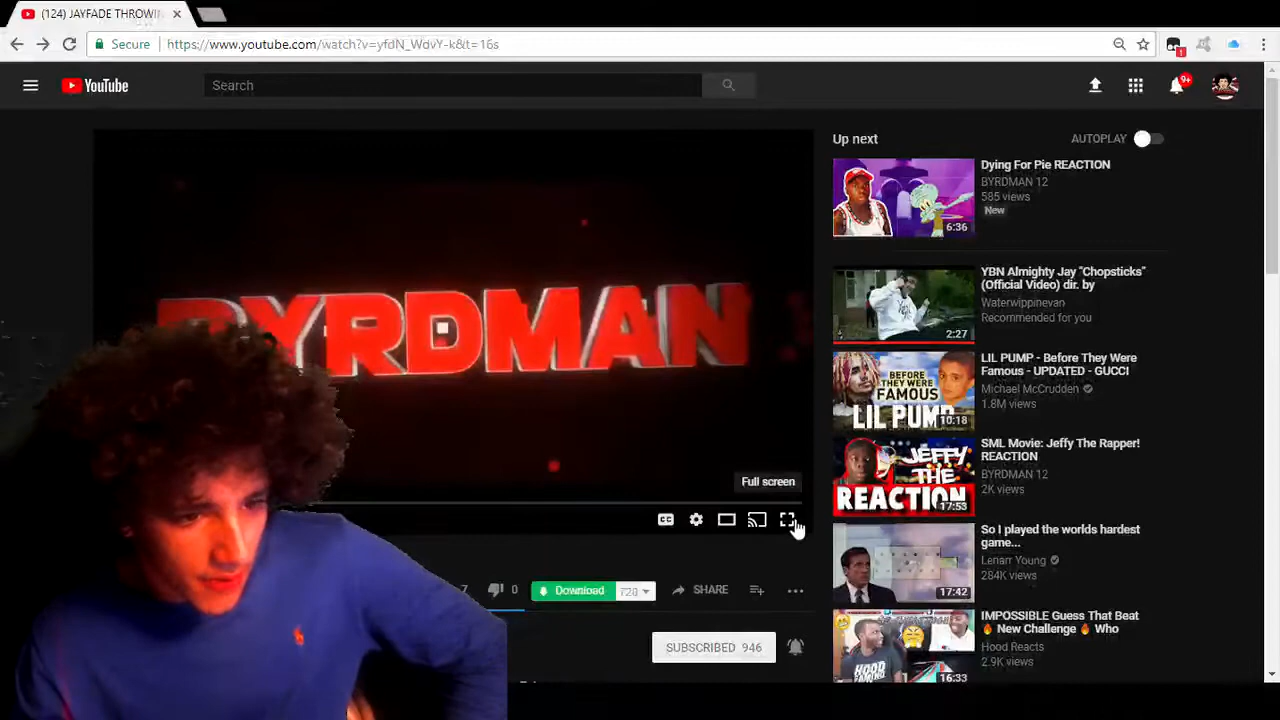 (124) JAYFADE THROWIN
Secure https://www.youtube.com/watch?v=yfdN_WdvY-k&t=16s
1
YouTube
Search
9+
BYRDMAN
Full screen
CC
7 0 Download 720 SHARE
SUBSCRIBED 946
Up next AUTOPLAY
6:36
Dying For Pie REACTION
BYRDMAN 12
585 views
New
2:27
YBN Almighty Jay "Chopsticks"
(Official Video) dir. by
Waterwippinevan
Recommended for you
BEFORE
THEY WERE
FAMOUS
LIL PUMP
10:18
LIL PUMP - Before They Were
Famous - UPDATED - GUCCI
Michael McCrudden
1.8M views
JEFFY
THE
REACTION
17:53
SML Movie: Jeffy The Rapper!
REACTION
BYRDMAN 12
2K views
17:42
So I played the worlds hardest
game...
Lenarr Young
284K views
16:33
IMPOSSIBLE Guess That Beat
🔥 New Challenge 🔥 Who
Hood Reacts
2.9K views